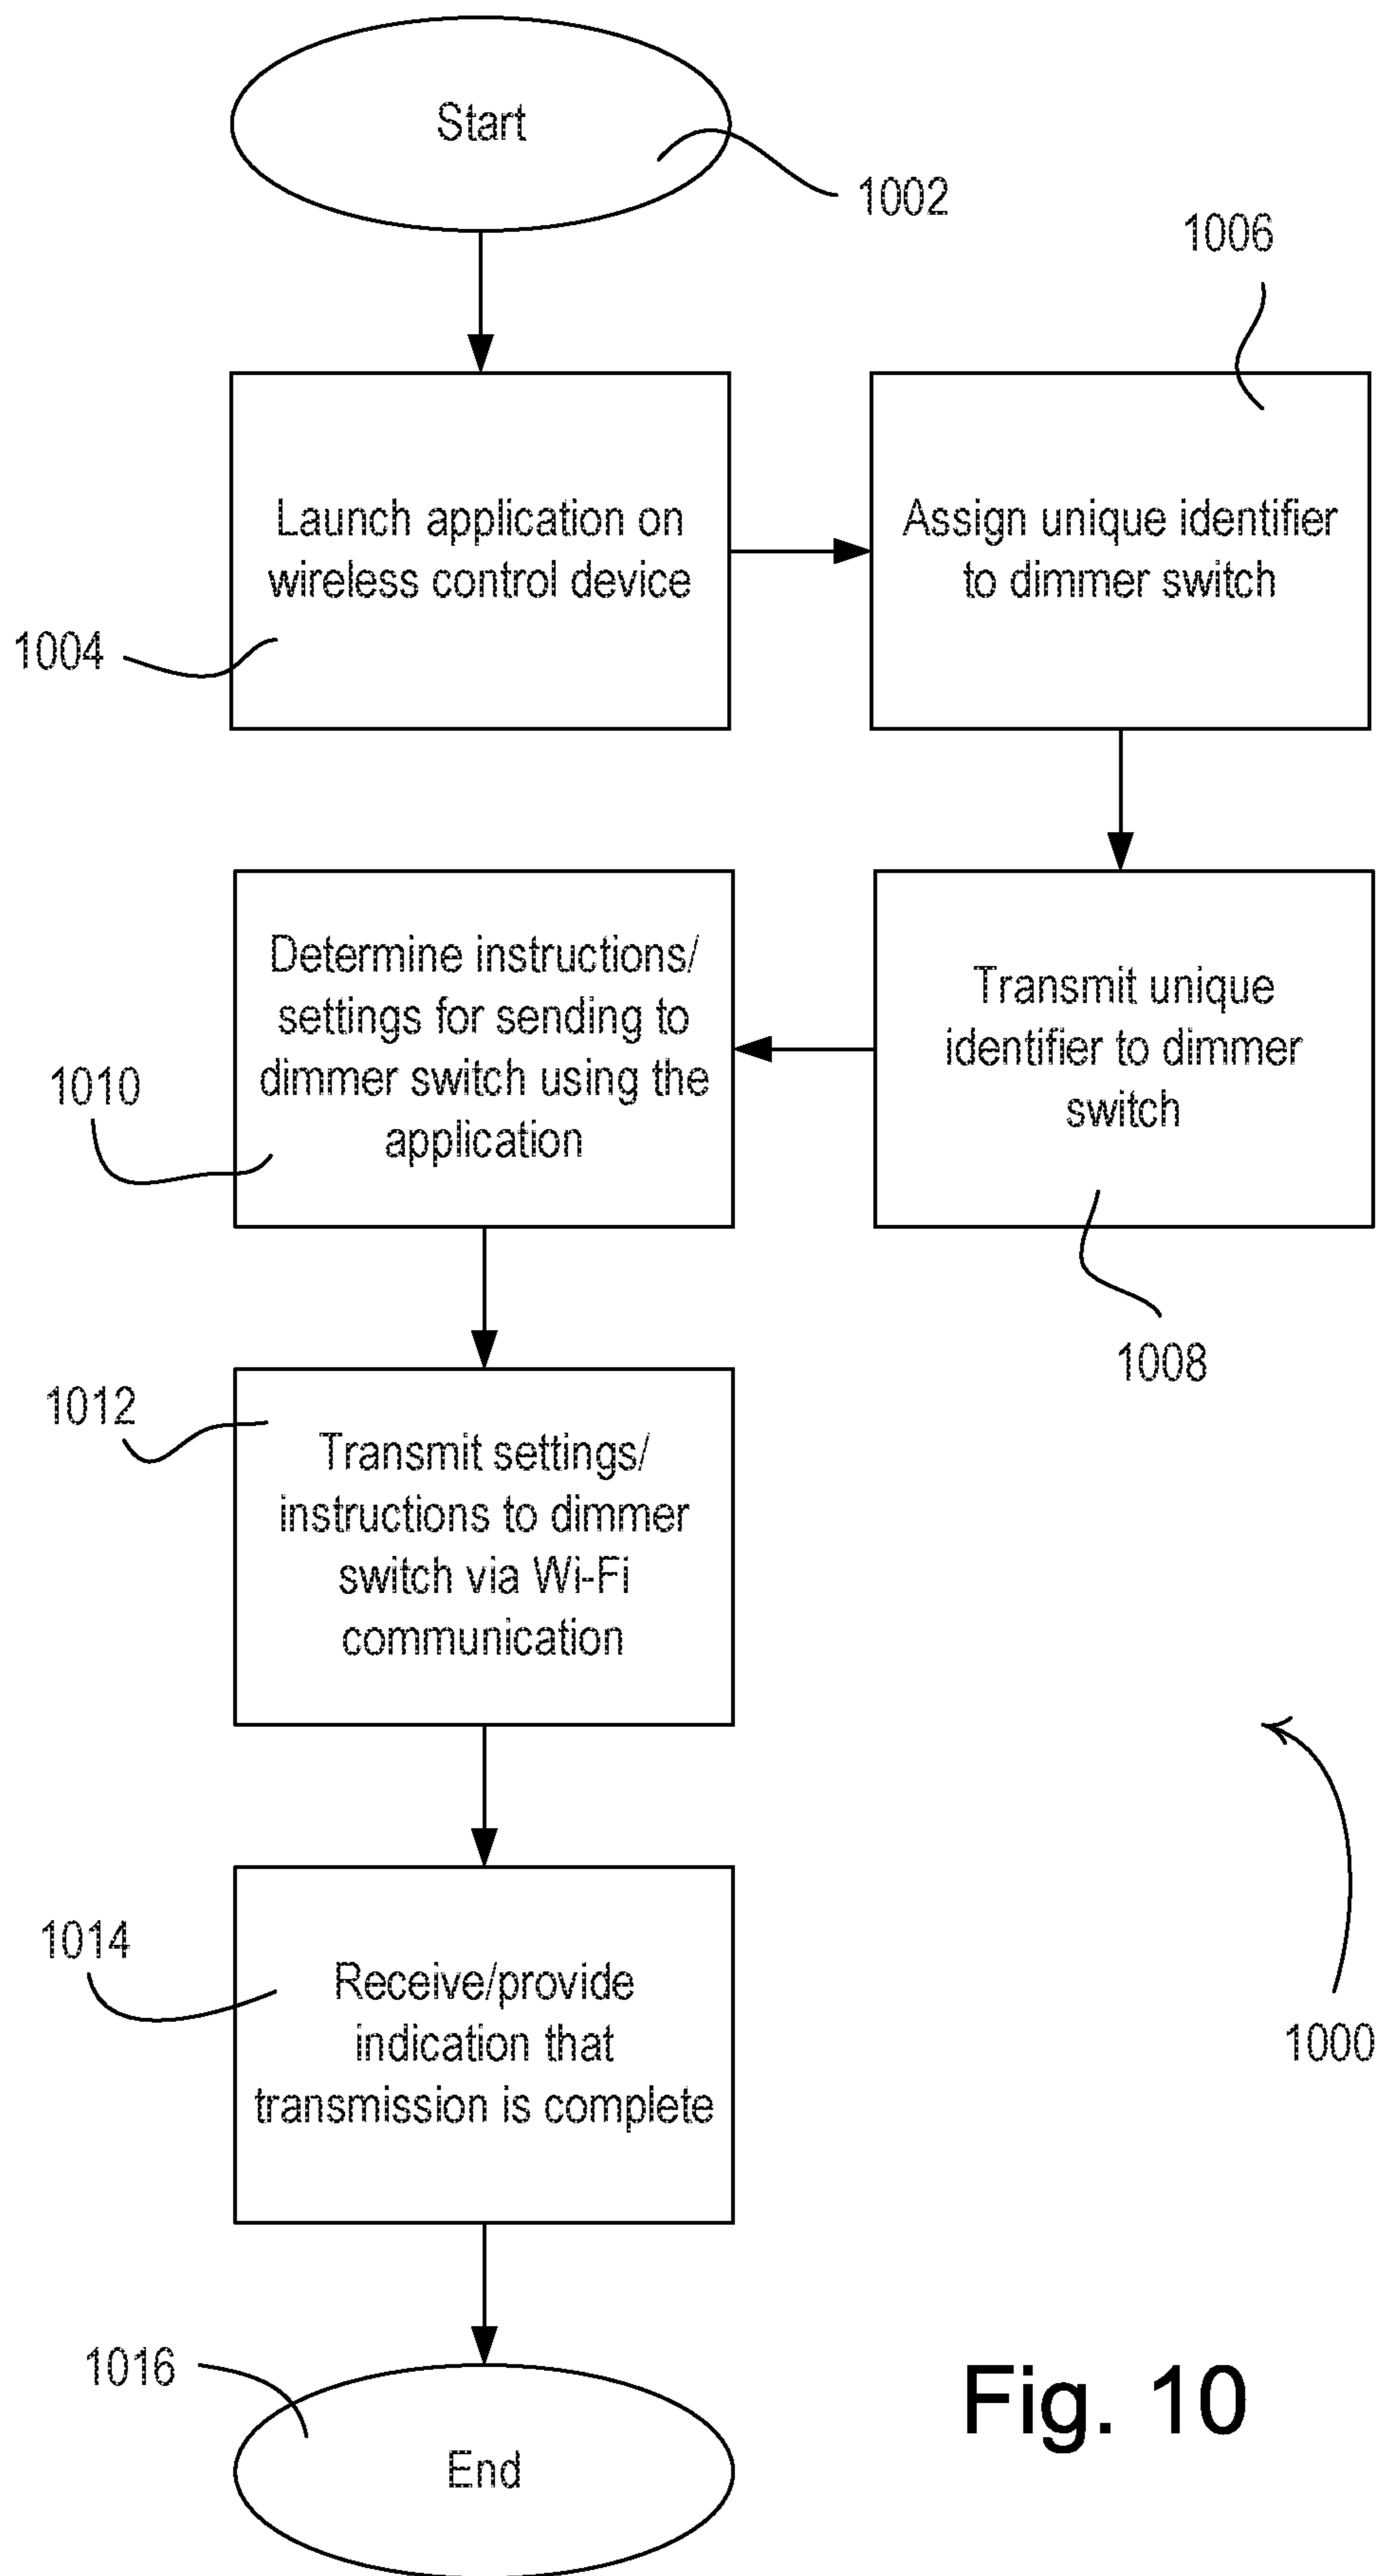 Start
1002
1006
Launch application on
wireless control device
1004
Assign unique identifier
to dimmer switch
Determine instructions/
settings for sending to
dimmer switch using the
application
1010
Transmit unique
identifier to dimmer
switch
1008
1012
Transmit settings/
instructions to dimmer
switch via Wi-Fi
communication
1014
Receive/provide
indication that
transmission is complete
1000
1016
End
Fig. 10